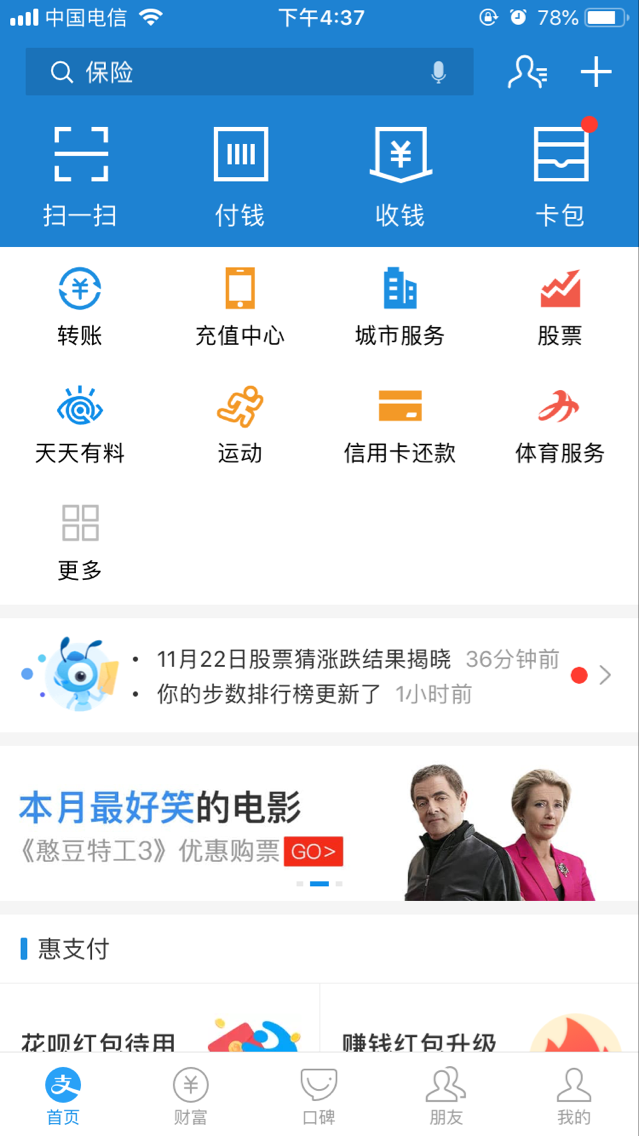 中国电信 下午4:37 78%
保险
扫一扫 付钱 收钱 卡包
转账 充值中心 城市服务 股票
天天有料 运动 信用卡还款 体育服务
更多
• 11月22日股票猜涨跌结果揭晓 36分钟前
• 你的步数排行榜更新了 1小时前
本月最好笑的电影
《憨豆特工3》优惠购票 GO>
惠支付
花呗红包待用 赚钱红包升级
首页 财富 口碑 朋友 我的